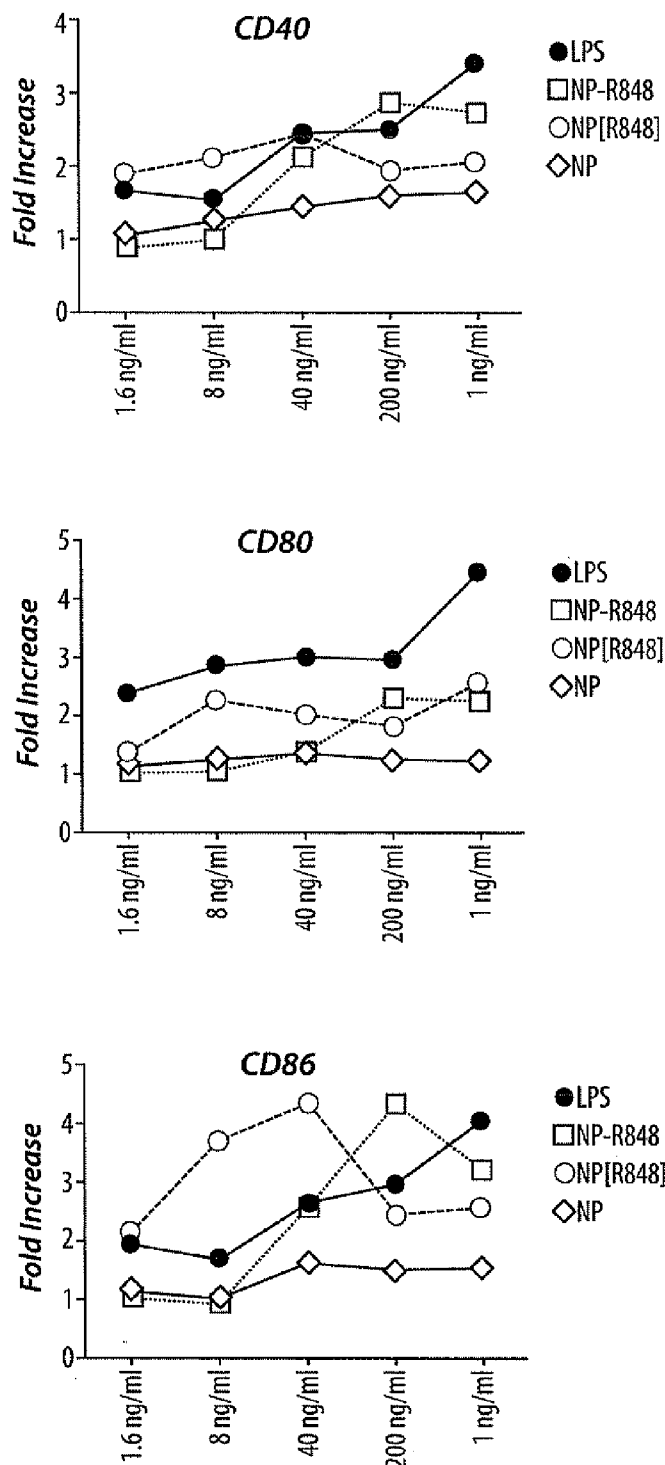 CD40
Fold Increase
4
3
2
1
0
1.6 ng/ml
8 ng/ml
40 ng/ml
200 ng/ml
1 ng/ml
LPS
NP-R848
NP[R848]
NP
CD80
Fold Increase
5
4
3
2
1
0
1.6 ng/ml
8 ng/ml
40 ng/ml
200 ng/ml
1 ng/ml
LPS
NP-R848
NP[R848]
NP
CD86
Fold Increase
5
4
3
2
1
0
1.6 ng/ml
8 ng/ml
40 ng/ml
200 ng/ml
1 ng/ml
LPS
NP-R848
NP[R848]
NP